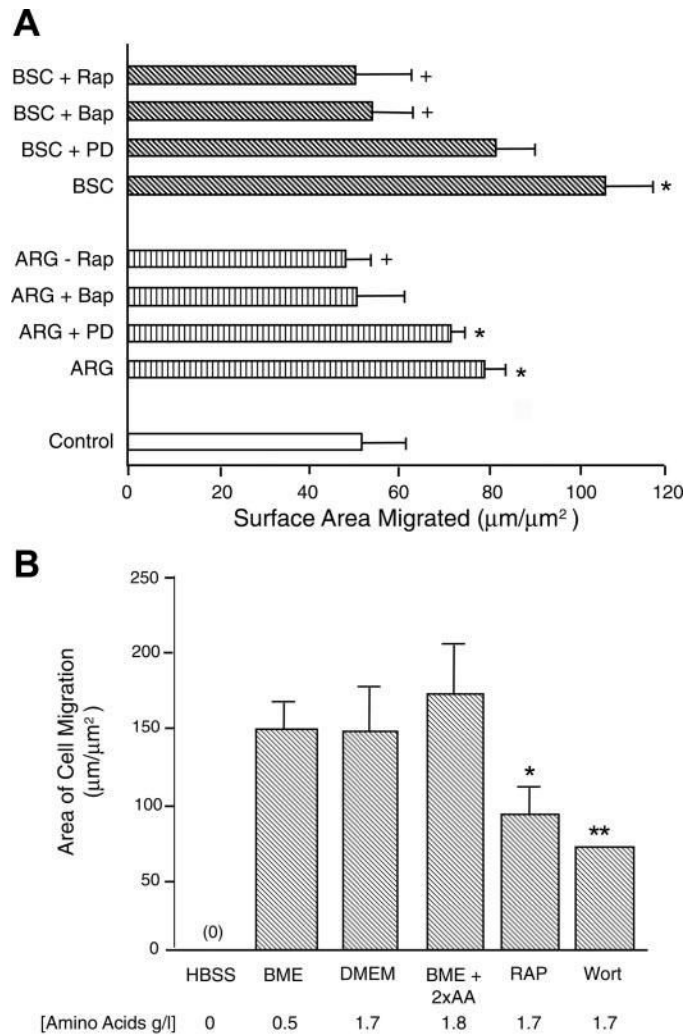 A
BSC + Rap +
BSC + Bap +
BSC + PD
BSC *
ARG - Rap +
ARG + Bap
ARG + PD *
ARG *
Control
0 20 40 60 80 100 120
Surface Area Migrated (μm/μm²)
B
Area of Cell Migration
(μm/μm²)
250
200
150
100
50
0
(0)
*
**
HBSS BME DMEM BME + RAP Wort
2xAA
[Amino Acids g/l] 0 0.5 1.7 1.8 1.7 1.7